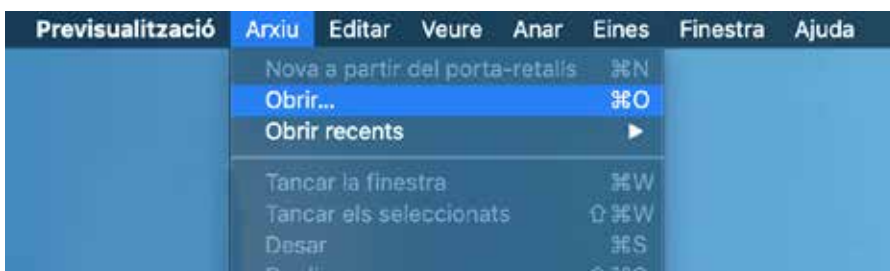 Previsualització Arxiu Editar Veure Anar Eines Finestra Ajuda
Nova a partir del porta-retalls ⌘N
Obrir... ⌘O
Obrir recents ▶
Tancar la finestra ⌘W
Tancar els seleccionats ⇧⌘W
Desar ⌘S